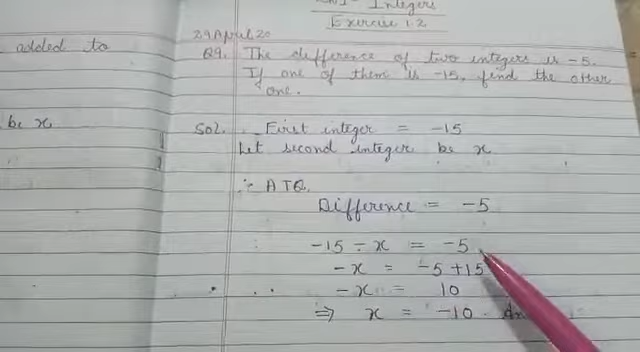 Integers
Exercise 1.2
29 April 20
added to
Q9. The difference of two integers is -5.
If one of them is -15, find the other
one.
be x
Sol. First integer = -15
Let second integer be x
∵ ATQ
Difference = -5
-15 - x = -5
-x = -5+15
-x = 10
⇒ x = -10.